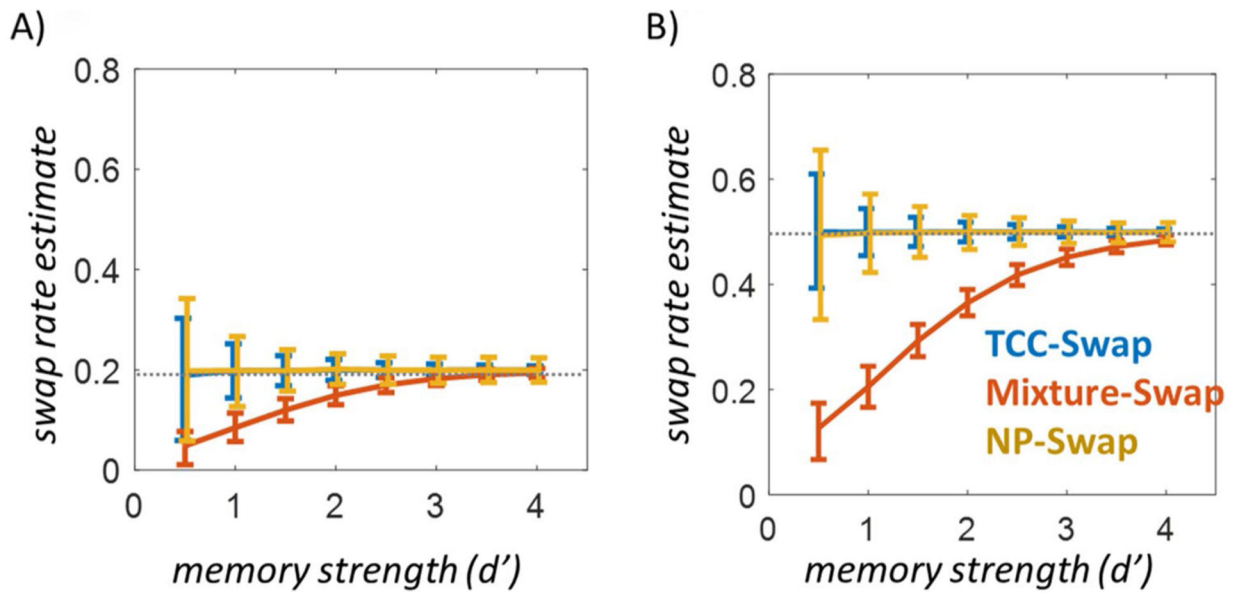 A)
0.8
0.6
0.4
0.2
0
0 1 2 3 4
swap rate estimate
memory strength (d’)
B)
0.8
0.6
0.4
0.2
0
0 1 2 3 4
swap rate estimate
memory strength (d’)
TCC-Swap
Mixture-Swap
NP-Swap